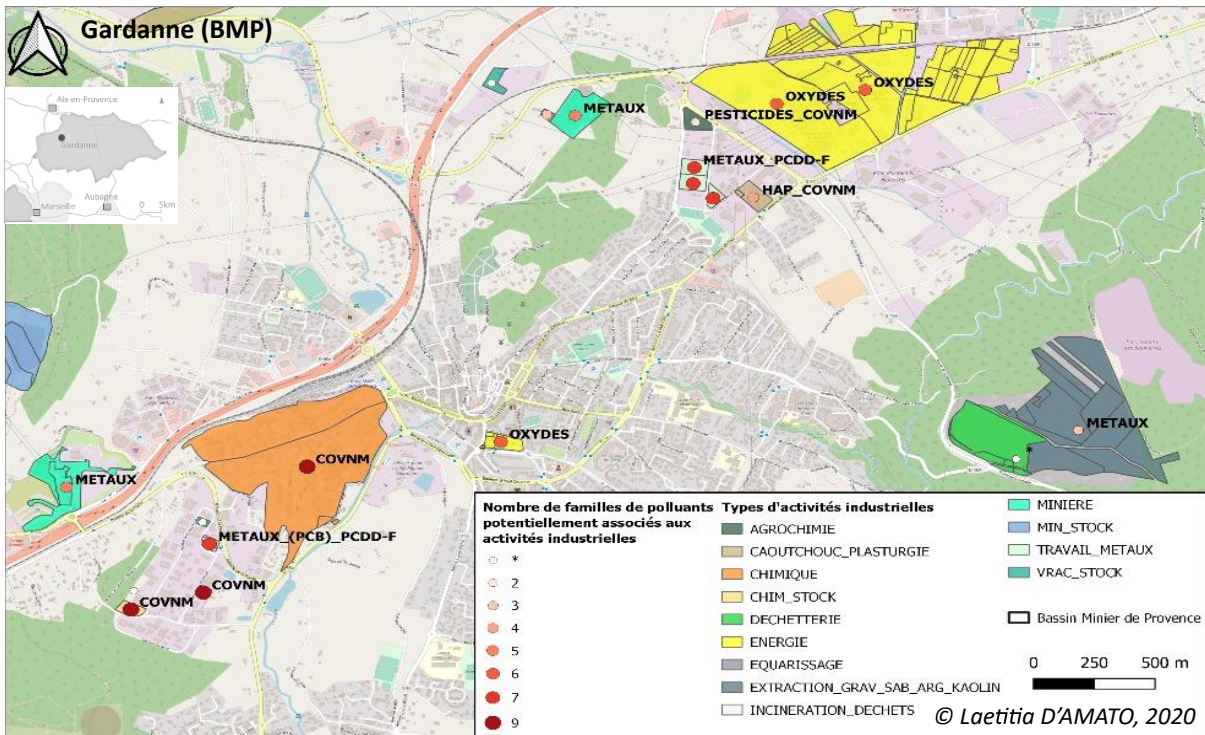 Gardanne (BMP)
Aix-en-Provence
Gardanne
Aubagne
Marseille
0 5km
METAUX
OXYDES
OXYDES
PESTICIDES_COVNM
METAUX_PCDD-F
HAP_COVNM
METAUX
OXYDES
COVNM
METAUX
*
METAUX_(PCB)_PCDD-F
COVNM
COVNM
Nombre de familles de polluants
potentiellement associés aux
activités industrielles
*
2
3
4
5
6
7
9
Types d'activités industrielles
AGROCHIMIE
CAOUTCHOUC_PLASTURGIE
CHIMIQUE
CHIM_STOCK
DECHETTERIE
ENERGIE
EQUARISSAGE
EXTRACTION_GRAV_SAB_ARG_KAOLIN
INCINERATION_DECHETS
MINIERE
MIN_STOCK
TRAVAIL_METAUX
VRAC_STOCK
Bassin Minier de Provence
0 250 500 m
© Laetitia D'AMATO, 2020